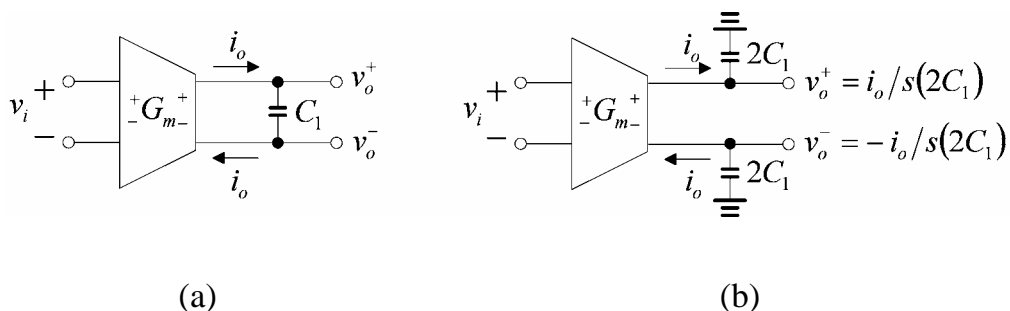 i_o
v_o^+
+
v_i
−
+ G_m +
− −
C_1
v_o^-
i_o
(a)
2C_1
i_o
v_o^+ = i_o/s(2C_1)
+
v_i
−
+ G_m +
− −
v_o^- = −i_o/s(2C_1)
i_o
2C_1
(b)